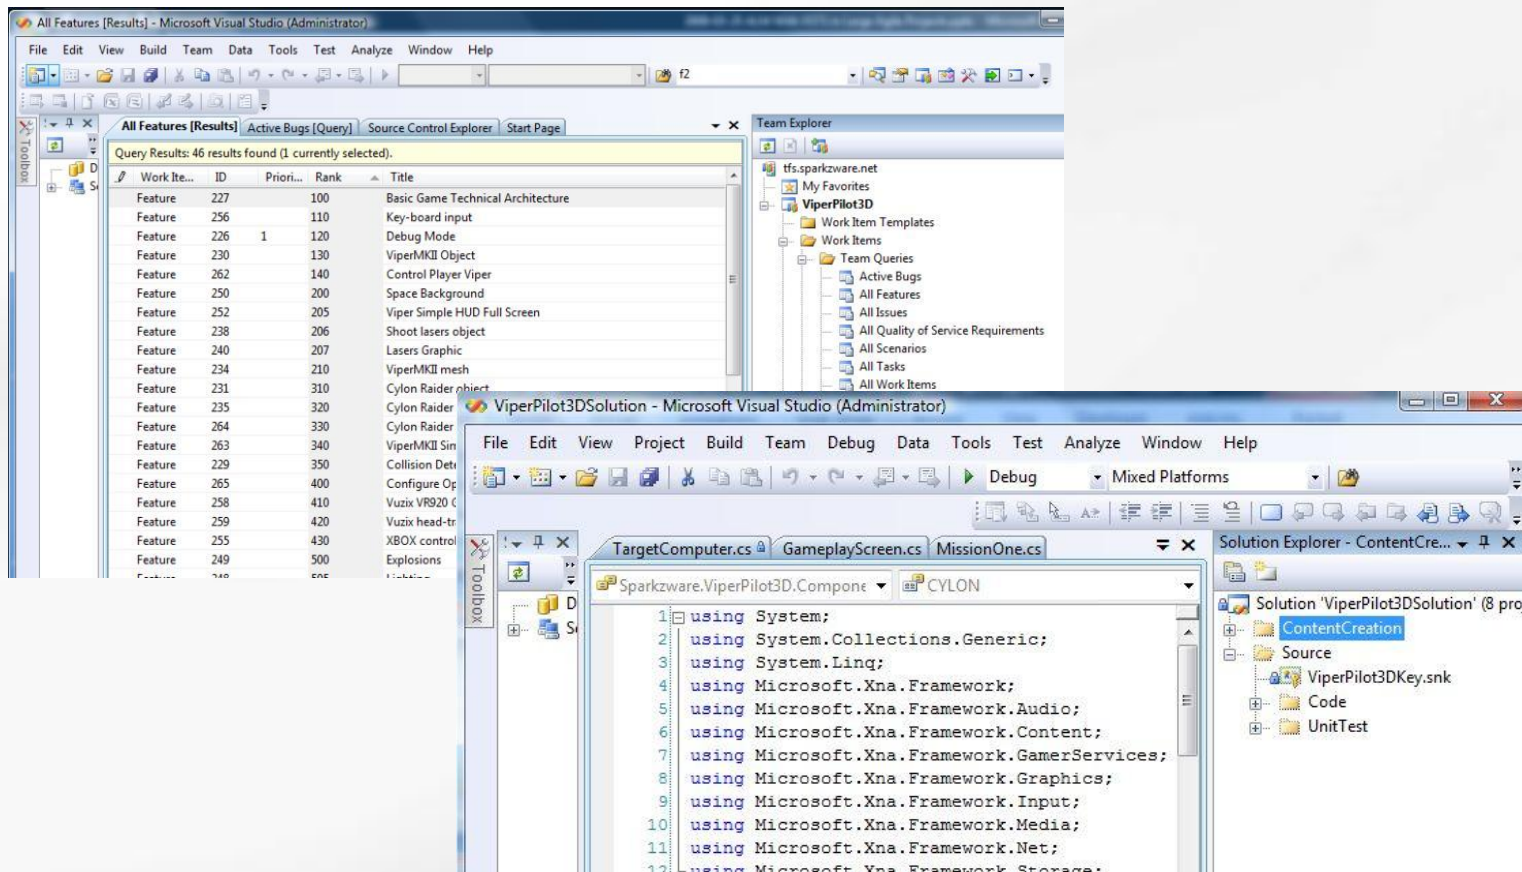 All Features [Results] - Microsoft Visual Studio (Administrator)
File Edit View Build Team Data Tools Test Analyze Window Help
f2
Toolbox
D
S
All Features [Results] Active Bugs [Query] Source Control Explorer Start Page
Query Results: 46 results found (1 currently selected).
Work Ite... ID Priori... Rank Title
Feature 227 100 Basic Game Technical Architecture
Feature 256 110 Key-board input
Feature 226 1 120 Debug Mode
Feature 230 130 ViperMKII Object
Feature 262 140 Control Player Viper
Feature 250 200 Space Background
Feature 252 205 Viper Simple HUD Full Screen
Feature 238 206 Shoot lasers object
Feature 240 207 Lasers Graphic
Feature 234 210 ViperMKII mesh
Feature 231 310 Cylon Raider object
Feature 235 320 Cylon Raider
Feature 264 330 Cylon Raider
Feature 263 340 ViperMKII Sim
Feature 229 350 Collision Dete
Feature 265 400 Configure Op
Feature 258 410 Vuzix VR920
Feature 259 420 Vuzix head-tr
Feature 255 430 XBOX control
Feature 249 500 Explosions
Team Explorer
tfs.sparkzware.net
My Favorites
ViperPilot3D
Work Item Templates
Work Items
Team Queries
Active Bugs
All Features
All Issues
All Quality of Service Requirements
All Scenarios
All Tasks
All Work Items
ViperPilot3DSolution - Microsoft Visual Studio (Administrator)
File Edit View Project Build Team Debug Data Tools Test Analyze Window Help
Debug Mixed Platforms
Toolbox
D
S
TargetComputer.cs GameplayScreen.cs MissionOne.cs
Sparkzware.ViperPilot3D.Compone CYLON
1 using System;
2 using System.Collections.Generic;
3 using System.Linq;
4 using Microsoft.Xna.Framework;
5 using Microsoft.Xna.Framework.Audio;
6 using Microsoft.Xna.Framework.Content;
7 using Microsoft.Xna.Framework.GamerServices;
8 using Microsoft.Xna.Framework.Graphics;
9 using Microsoft.Xna.Framework.Input;
10 using Microsoft.Xna.Framework.Media;
11 using Microsoft.Xna.Framework.Net;
12 using Microsoft.Xna.Framework.Storage;
Solution Explorer - ContentCre...
Solution 'ViperPilot3DSolution' (8 pro
ContentCreation
Source
ViperPilot3DKey.snk
Code
UnitTest